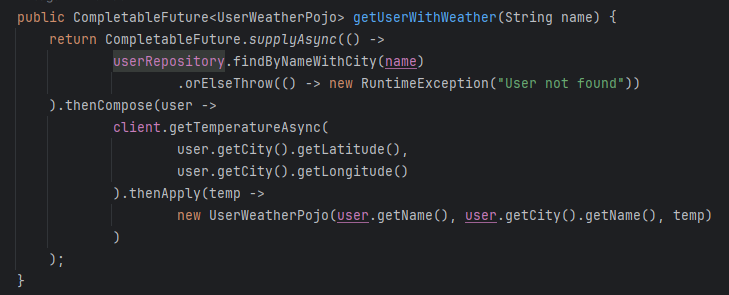 public CompletableFuture<UserWeatherPojo> getUserWithWeather(String name) {
    return CompletableFuture.supplyAsync(() ->
            userRepository.findByNameWithCity(name)
                    .orElseThrow(() -> new RuntimeException("User not found"))
    ).thenCompose(user ->
            client.getTemperatureAsync(
                    user.getCity().getLatitude(),
                    user.getCity().getLongitude()
            ).thenApply(temp ->
                    new UserWeatherPojo(user.getName(), user.getCity().getName(), temp)
            )
    );
}